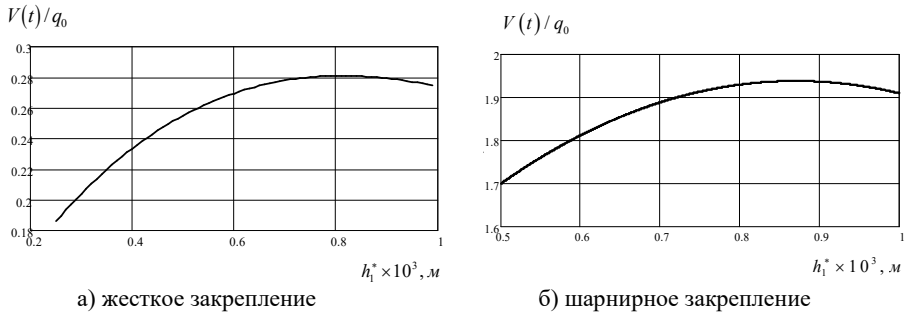 V(t)/q₀
0.3
0.28
0.26
0.24
0.22
0.2
0.18
0.2 0.4 0.6 0.8 1
h₁* × 10³, м
а) жесткое закрепление
V(t)/q₀
2
1.9
1.8
1.7
1.6
0.5 0.6 0.7 0.8 0.9 1
h₁* × 10³, м
б) шарнирное закрепление